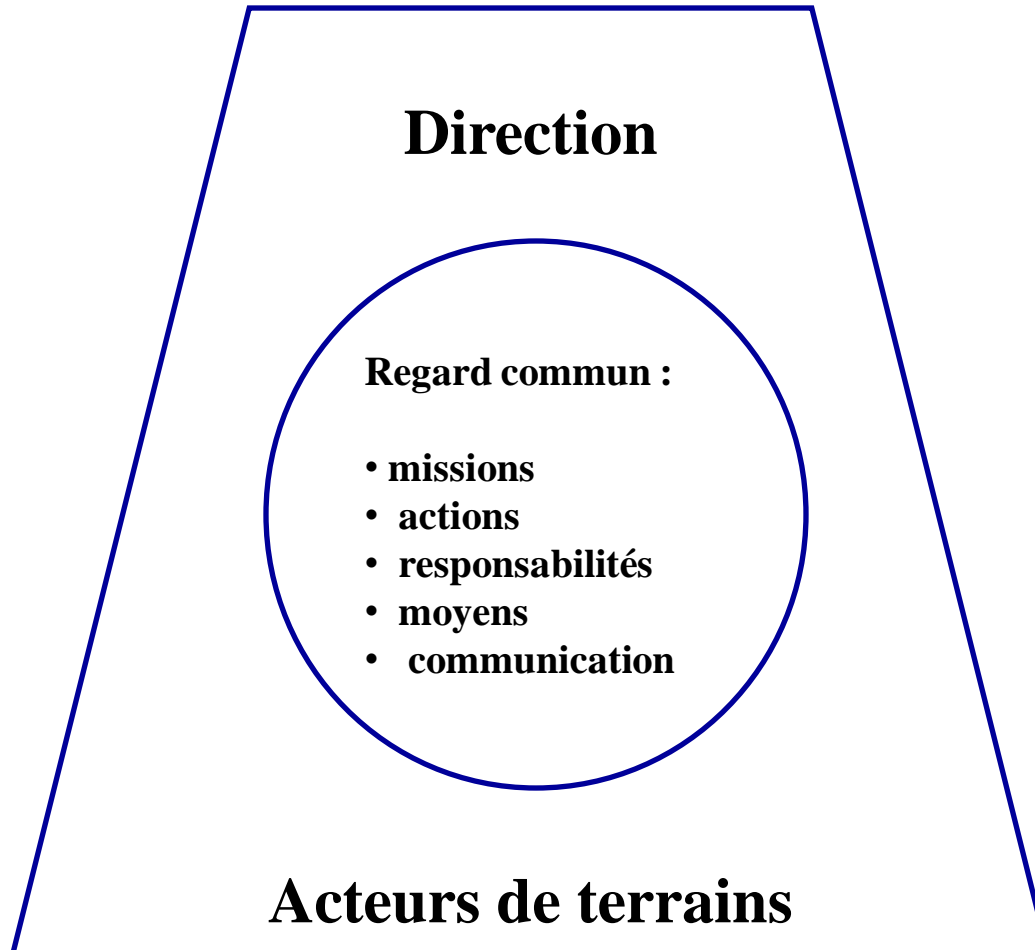 Direction
Regard commun :
• missions
• actions
• responsabilités
• moyens
• communication
Acteurs de terrains